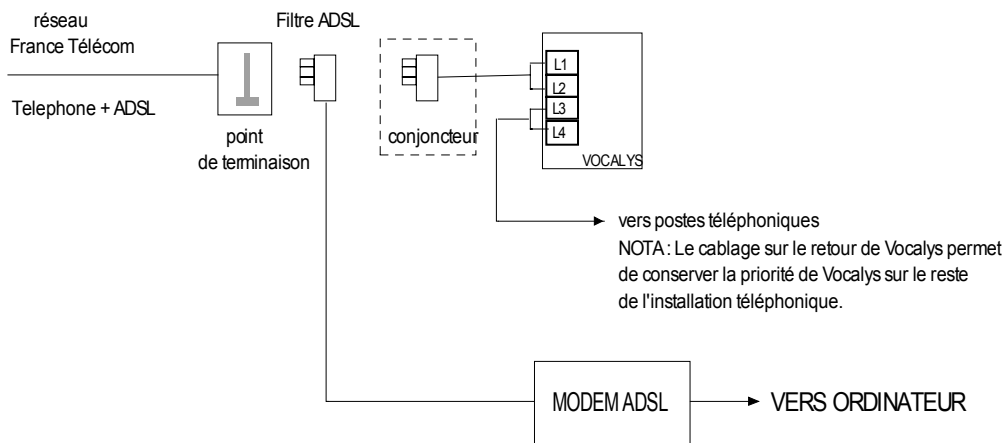 réseau
France Télécom
Telephone + ADSL
point
de terminaison
Filtre ADSL
conjoncteur
L1
L2
L3
L4
VOCALYS
vers postes téléphoniques
NOTA : Le cablage sur le retour de Vocalys permet
de conserver la priorité de Vocalys sur le reste
de l'installation téléphonique.
MODEM ADSL
VERS ORDINATEUR